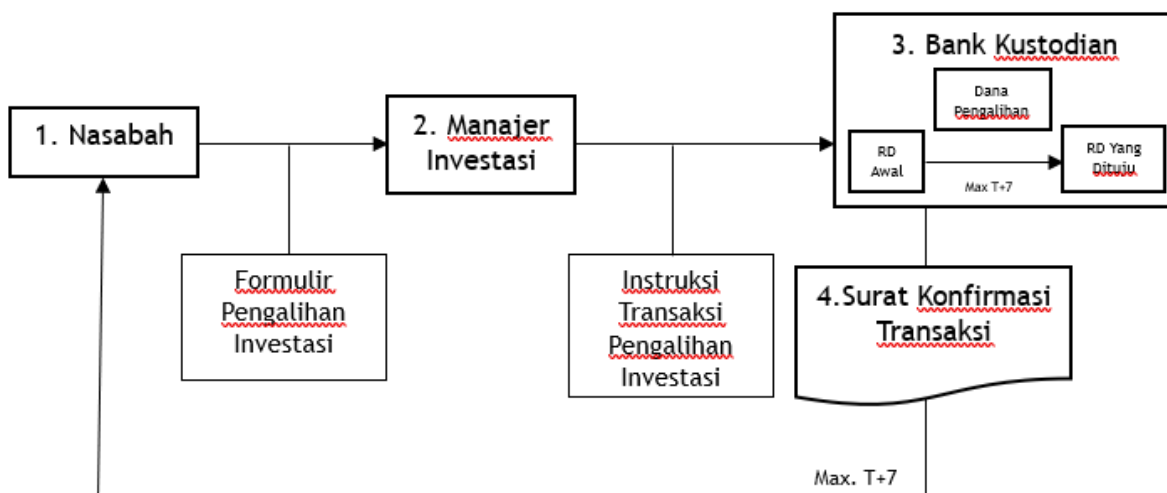 1. Nasabah
2. Manajer
Investasi
3. Bank Kustodian
Dana
Pengalihan
RD
Awal
Max T+7
RD Yang
Dituju
Formulir
Pengalihan
Investasi
Instruksi
Transaksi
Pengalihan
Investasi
4.Surat Konfirmasi
Transaksi
Max. T+7